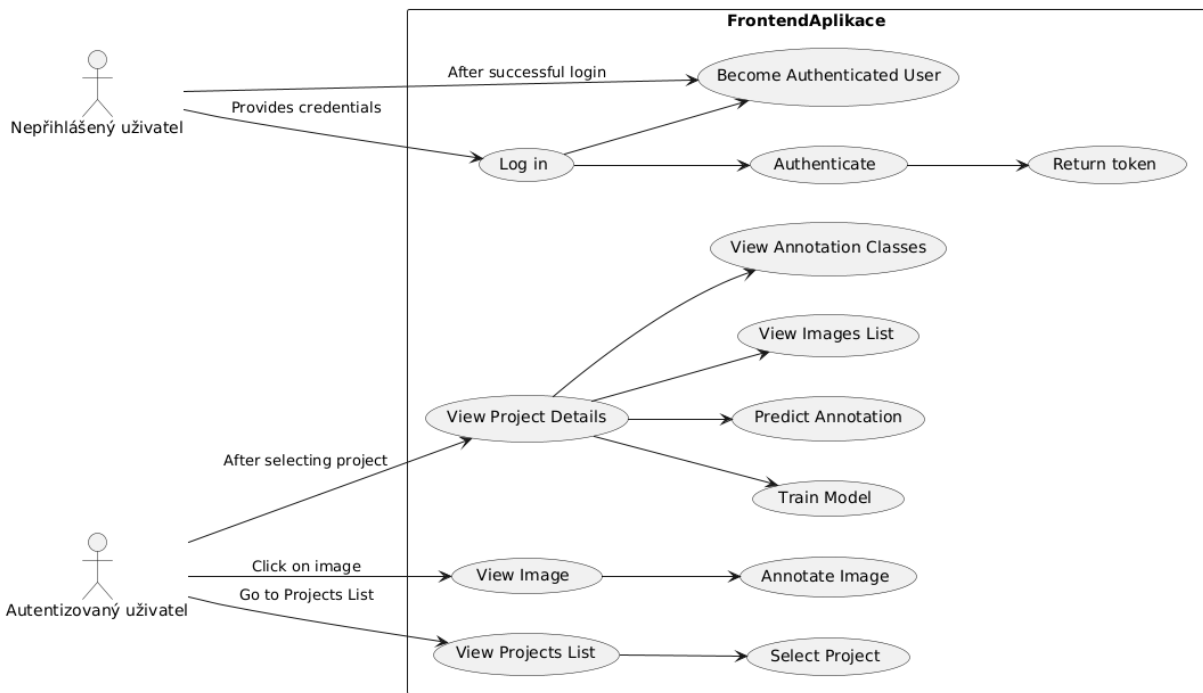 FrontendAplikace
After successful login
Become Authenticated User
Provides credentials
Nepřihlášený uživatel
Log in
Authenticate
Return token
View Annotation Classes
View Images List
View Project Details
Predict Annotation
After selecting project
Train Model
Click on image
View Image
Annotate Image
Go to Projects List
Autentizovaný uživatel
View Projects List
Select Project